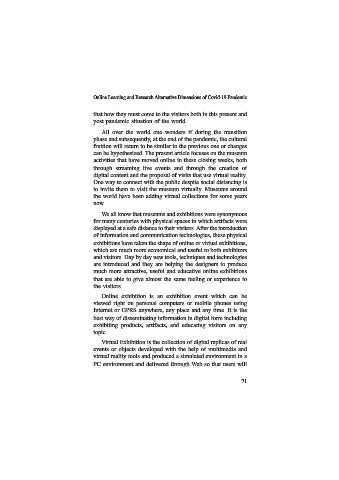 Online Learning and Research Alternative Dimensions of Covid-19 Pandemic
that how they must come to the visitors both in this present and
post pandemic situation of the world.
All over the world one wonders if during the transition
phase and subsequently, at the end of the pandemic, the cultural
fruition will return to be similar to the previous one or changes
can be hypothesized. The present article focuses on the museum
activities that have moved online in these closing weeks, both
through streaming live events and through the creation of
digital content and the proposal of visits that use virtual reality.
One way to connect with the public despite social distancing is
to invite them to visit the museum virtually. Museums around
the world have been adding virtual collections for some years
now.
We all know that museums and exhibitions were synonymous
for many centuries with physical spaces in which artifacts were
displayed at a safe distance to their visitors. After the introduction
of information and communication technologies, these physical
exhibitions have taken the shape of online or virtual exhibitions,
which are much more economical and useful to both exhibitors
and visitors. Day by day new tools, techniques and technologies
are introduced and they are helping the designers to produce
much more attractive, useful and educative online exhibitions
that are able to give almost the same feeling or experience to
the visitors.
Online exhibition is an exhibition event which can be
viewed right on personal computers or mobile phones using
Internet or GPRS anywhere, any place and any time. It is the
best way of disseminating information in digital form including
exhibiting products, artifacts, and educating visitors on any
topic.
Virtual Exhibition is the collection of digital replicas of real
events or objects developed with the help of multimedia and
virtual reality tools and produced a simulated environment in a
PC environment and delivered through Web so that users will
71